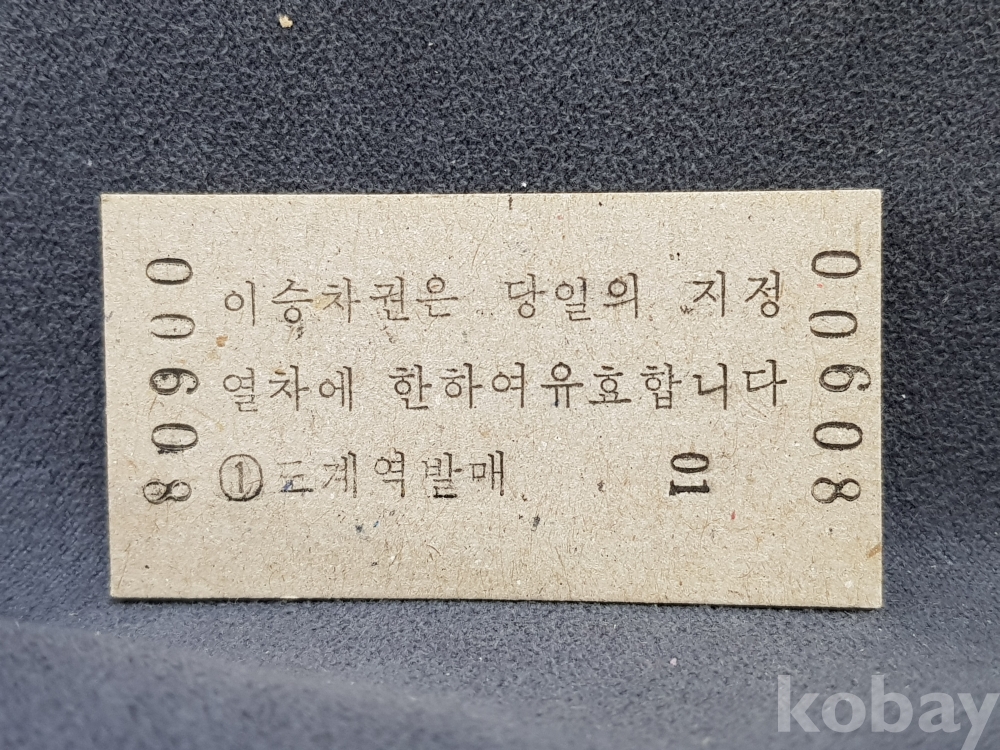 이승차권은 당일의 지정
열차에 한하여유효합니다
①도계역발매 01
00608
00608
kobay